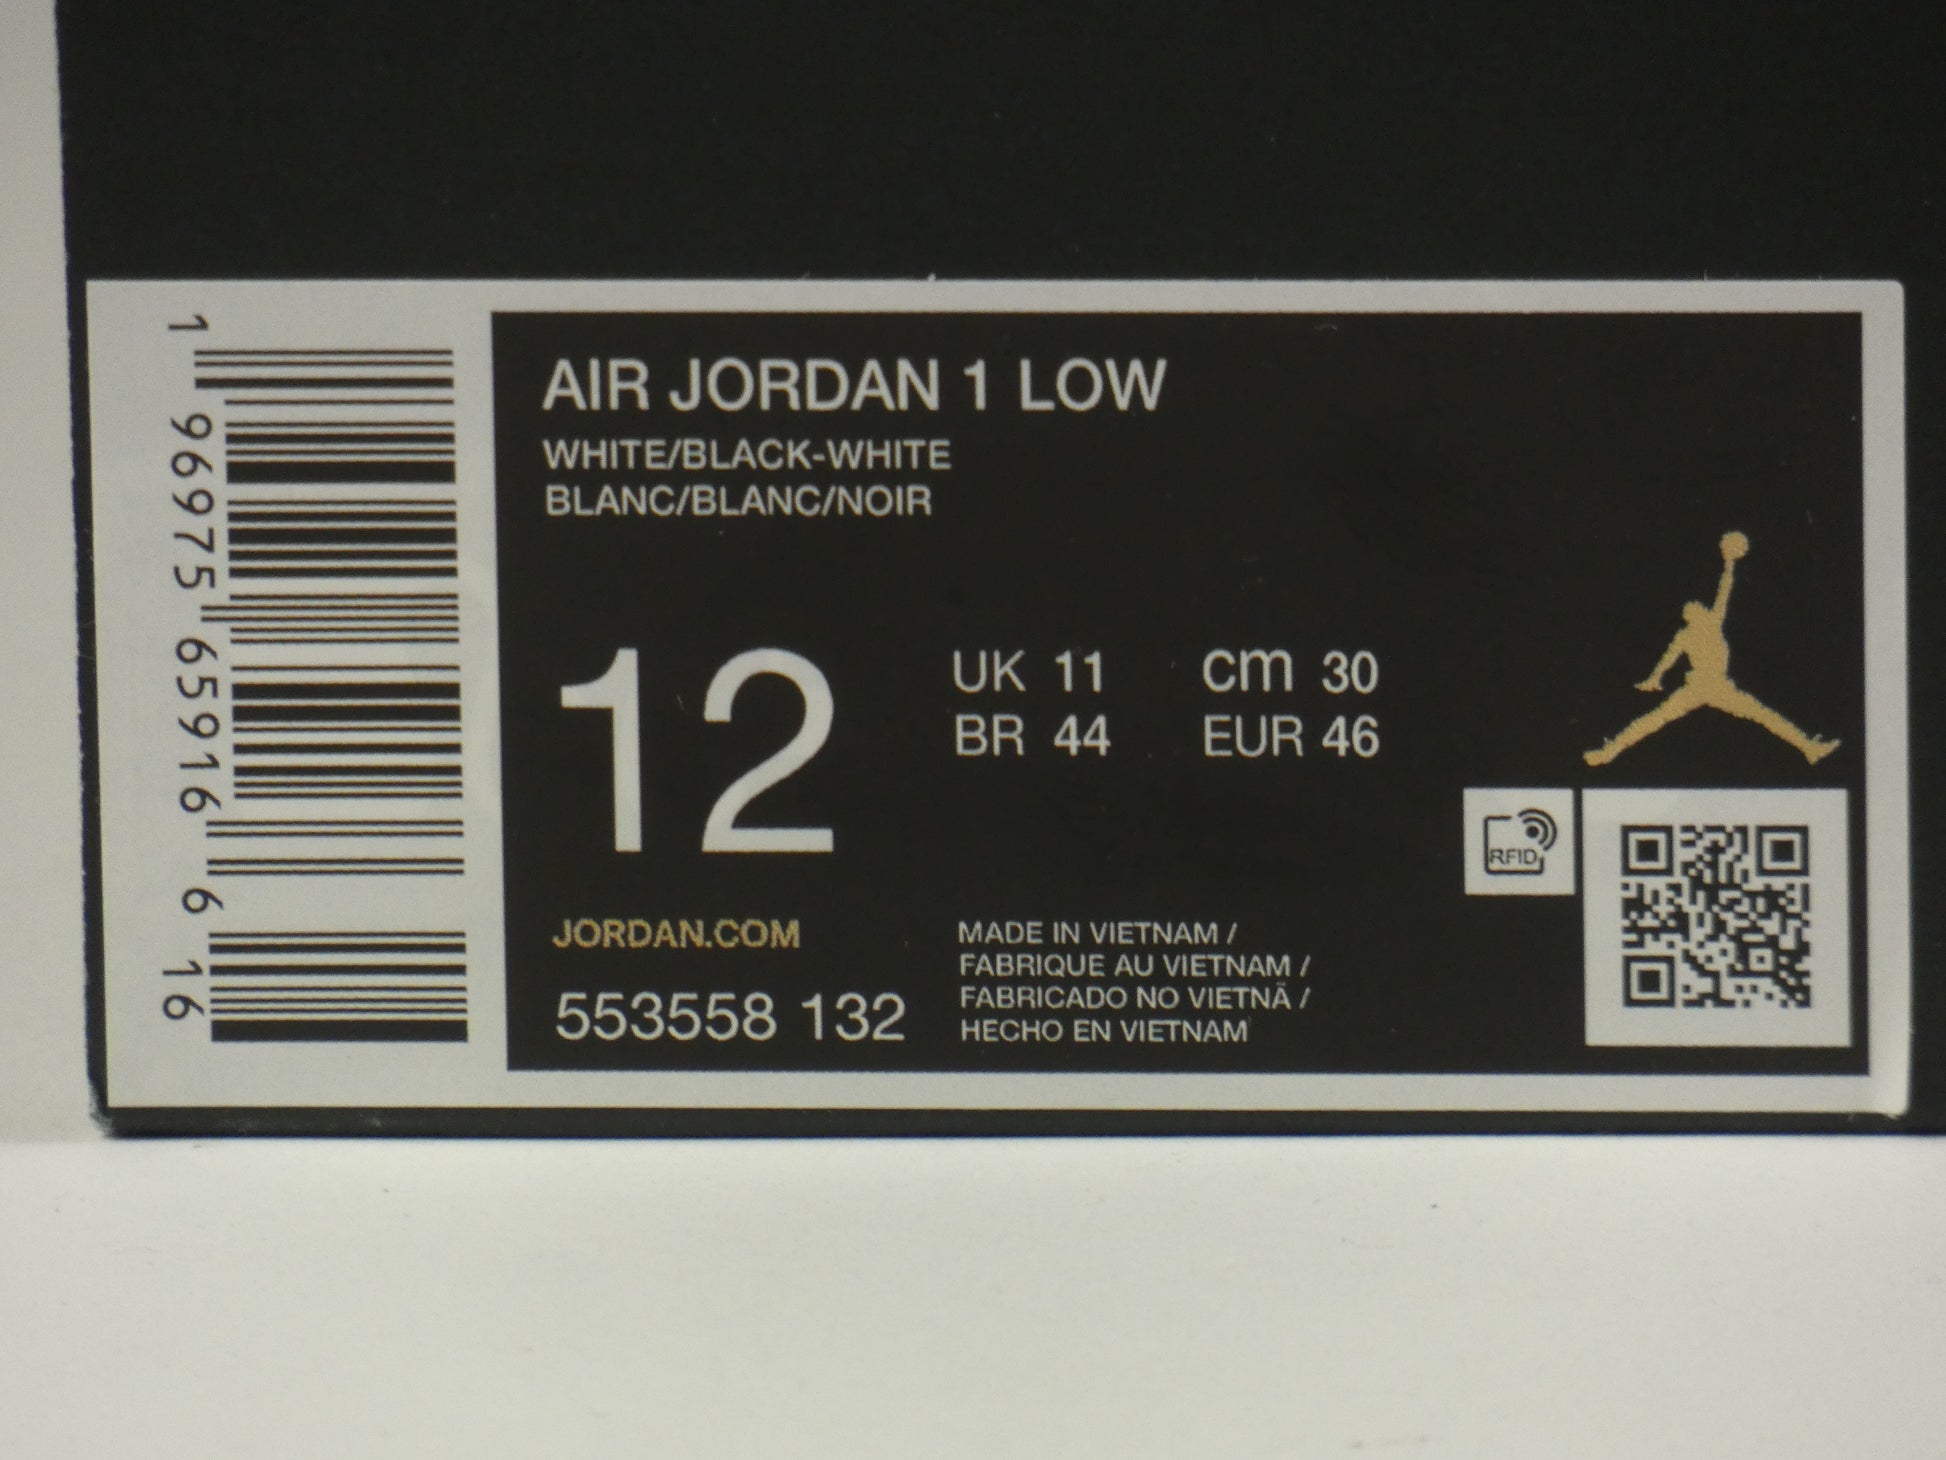 1 96975 65916 6 16
AIR JORDAN 1 LOW
WHITE/BLACK-WHITE
BLANC/BLANC/NOIR
12
UK 11 cm 30
BR 44 EUR 46
RFID
JORDAN.COM
553558 132
MADE IN VIETNAM /
FABRIQUE AU VIETNAM /
FABRICADO NO VIETNÃ /
HECHO EN VIETNAM